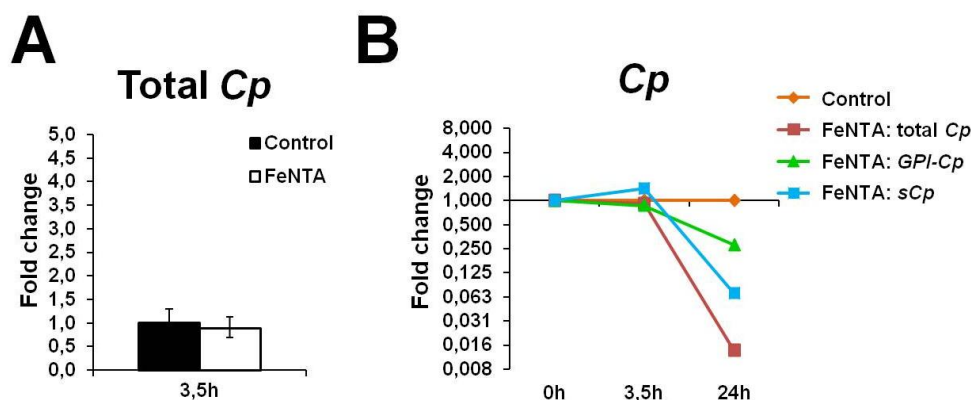 A
Total Cp
Fold change
5,0
4,5
4,0
3,5
3,0
2,5
2,0
1,5
1,0
0,5
0,0
Control
FeNTA
3,5h
B
Cp
Fold change
8,000
4,000
2,000
1,000
0,500
0,250
0,125
0,063
0,031
0,016
0,008
0h 3,5h 24h
Control
FeNTA: total Cp
FeNTA: GPI-Cp
FeNTA: sCp